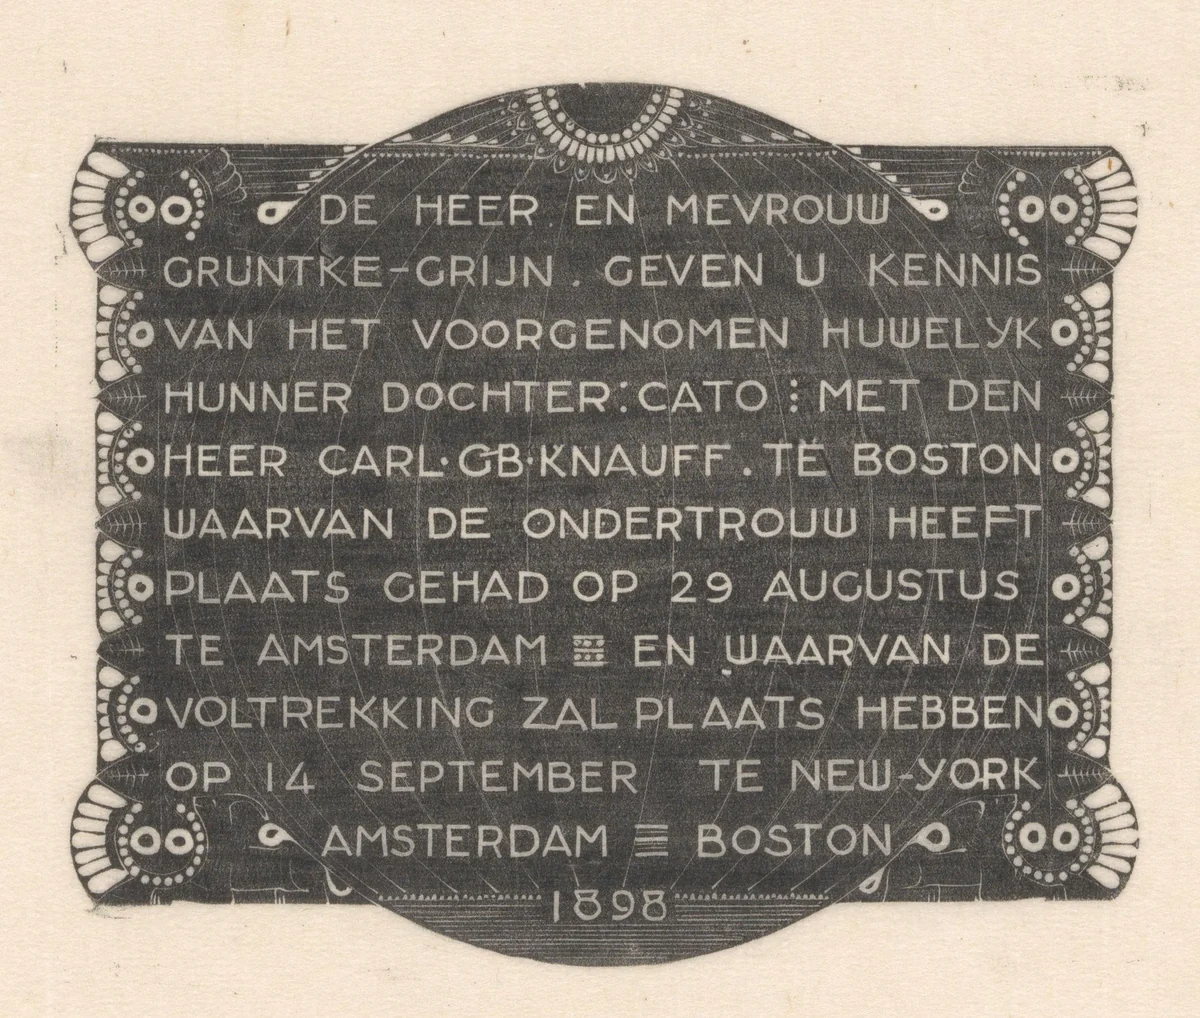 DE HEER EN MEVROUW
GRUNTKE-GRIJN. GEVEN U KENNIS
VAN HET VOORGENOMEN HUWELYK
HUNNER DOCHTER:CATO ⋮ MET DEN
HEER CARL·GB·KNAUFF. TE BOSTON
WAARVAN DE ONDERTROUW HEEFT
PLAATS GEHAD OP 29 AUGUSTUS
TE AMSTERDAM EN WAARVAN DE
VOLTREKKING ZAL PLAATS HEBBEN
OP 14 SEPTEMBER TE NEW-YORK
AMSTERDAM BOSTON
1898